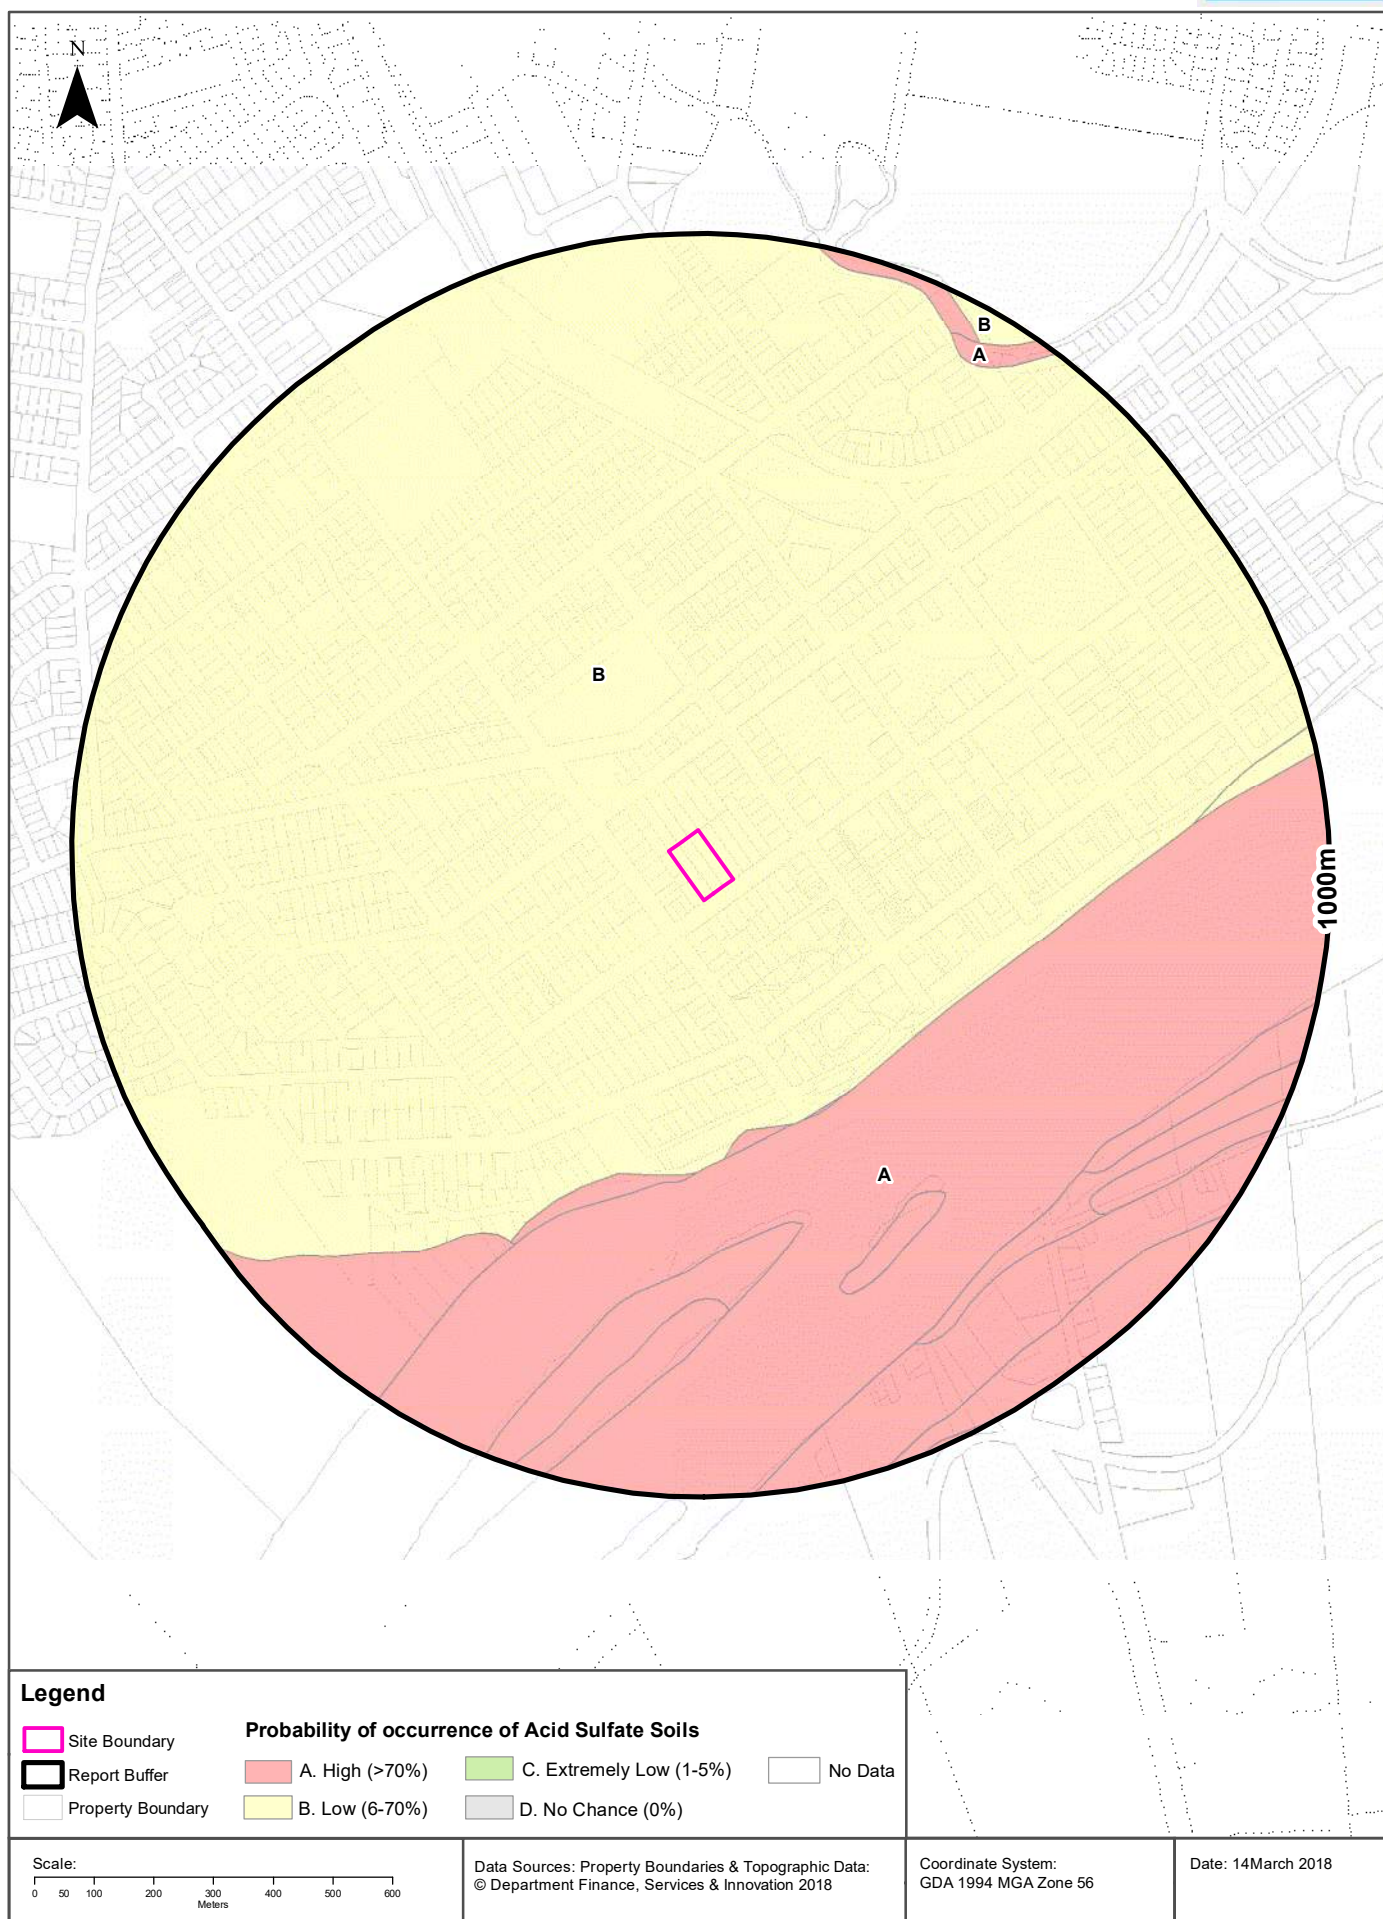 N
B
A
B
1000m
A
Legend
Site Boundary
Report Buffer
Property Boundary
Probability of occurrence of Acid Sulfate Soils
A. High (>70%)
B. Low (6-70%)
C. Extremely Low (1-5%)
D. No Chance (0%)
No Data
Scale:
0 50 100 200 300 400 500 600
Meters
Data Sources: Property Boundaries & Topographic Data:
© Department Finance, Services & Innovation 2018
Coordinate System:
GDA 1994 MGA Zone 56
Date: 14March 2018